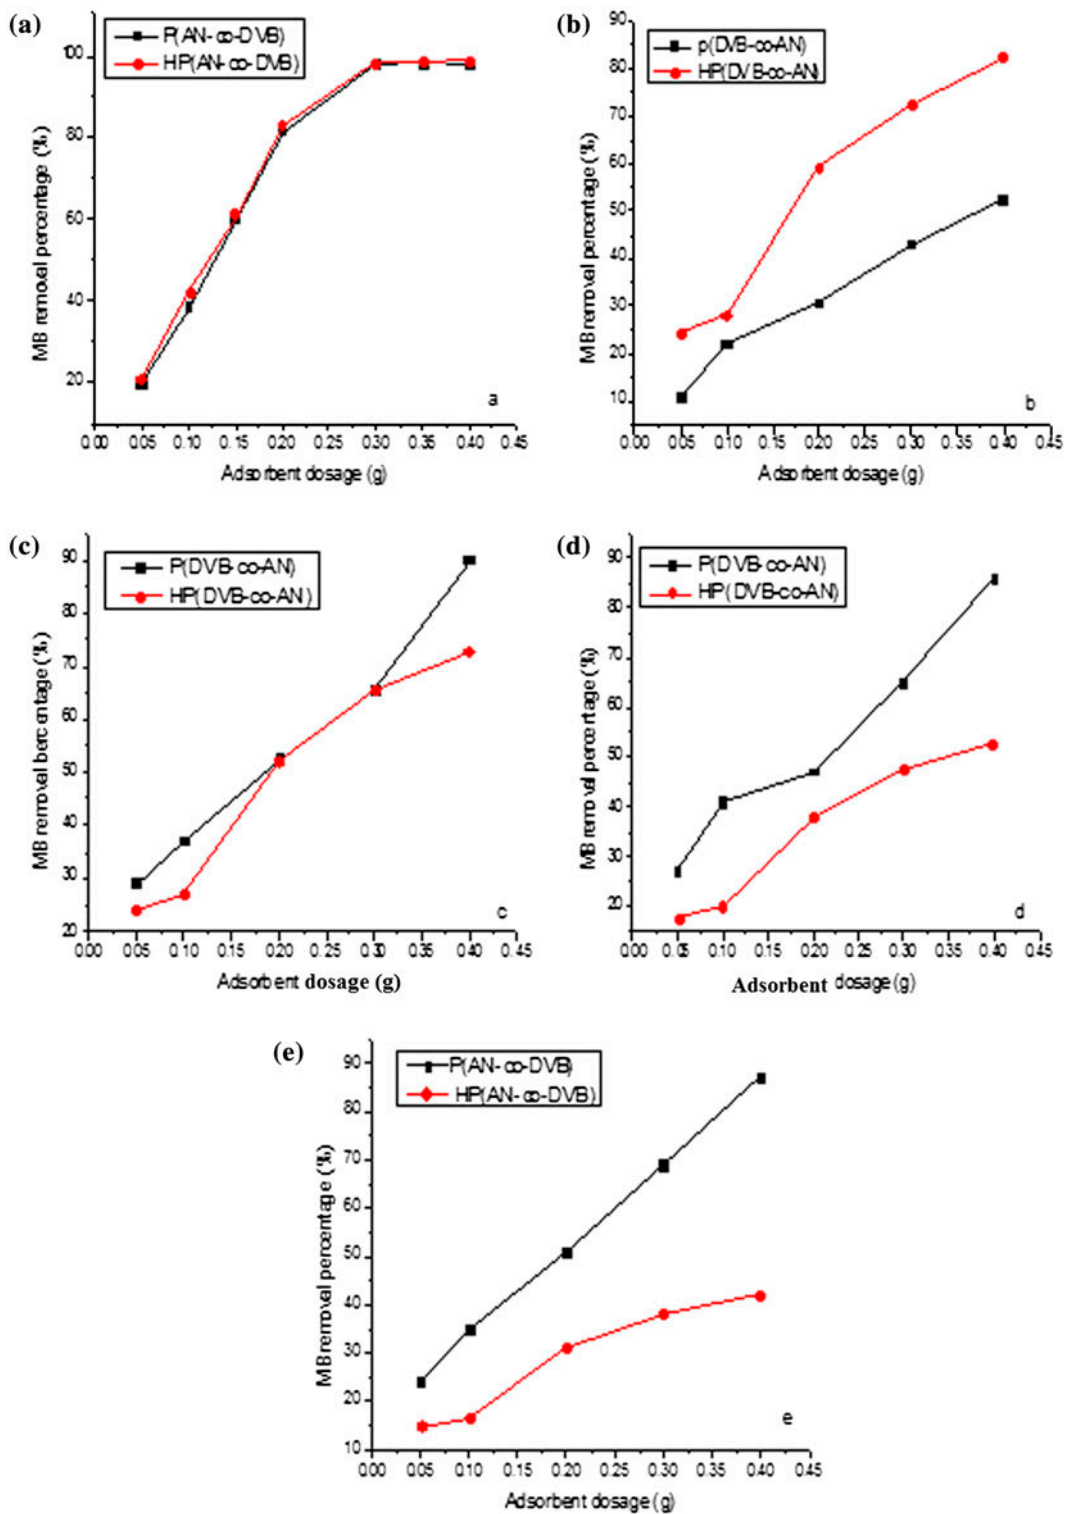 (a)
P(AN-co-DVB)
HP(AN-co-DVB)
100
80
60
40
20
MB removal percentage (%)
a
0.00 0.05 0.10 0.15 0.20 0.30 0.35 0.40 0.45
Adsorbent dosage (g)
(b)
p(DVB-co-AN)
HP(DVB-co-AN)
90
80
70
60
50
40
30
20
10
MB removal percentage (%)
b
0.00 0.05 0.10 0.20 0.30 0.35 0.40 0.45
Adsorbent dosage (g)
(c)
P(DVB-co-AN)
HP(DVB-co-AN)
90
80
70
60
50
40
30
20
MB removal bercentage (%)
c
0.00 0.05 0.10 0.15 0.20 0.25 0.30 0.35 0.40 0.45
Adsorbent dosage (g)
(d)
P(DVB-co-AN)
HP(DVB-co-AN)
90
80
70
60
50
40
30
20
MB removal percentage (%)
d
0.00 0.05 0.10 0.15 0.20 0.25 0.30 0.35 0.40 0.45
Adsorbent dosage (g)
(e)
P(AN-co-DVB)
HP(AN-co-DVB)
90
80
70
60
50
40
30
20
10
MB removal percentage (%)
e
0.00 0.05 0.10 0.15 0.20 0.25 0.30 0.35 0.40 0.45
Adsorbent dosage (g)